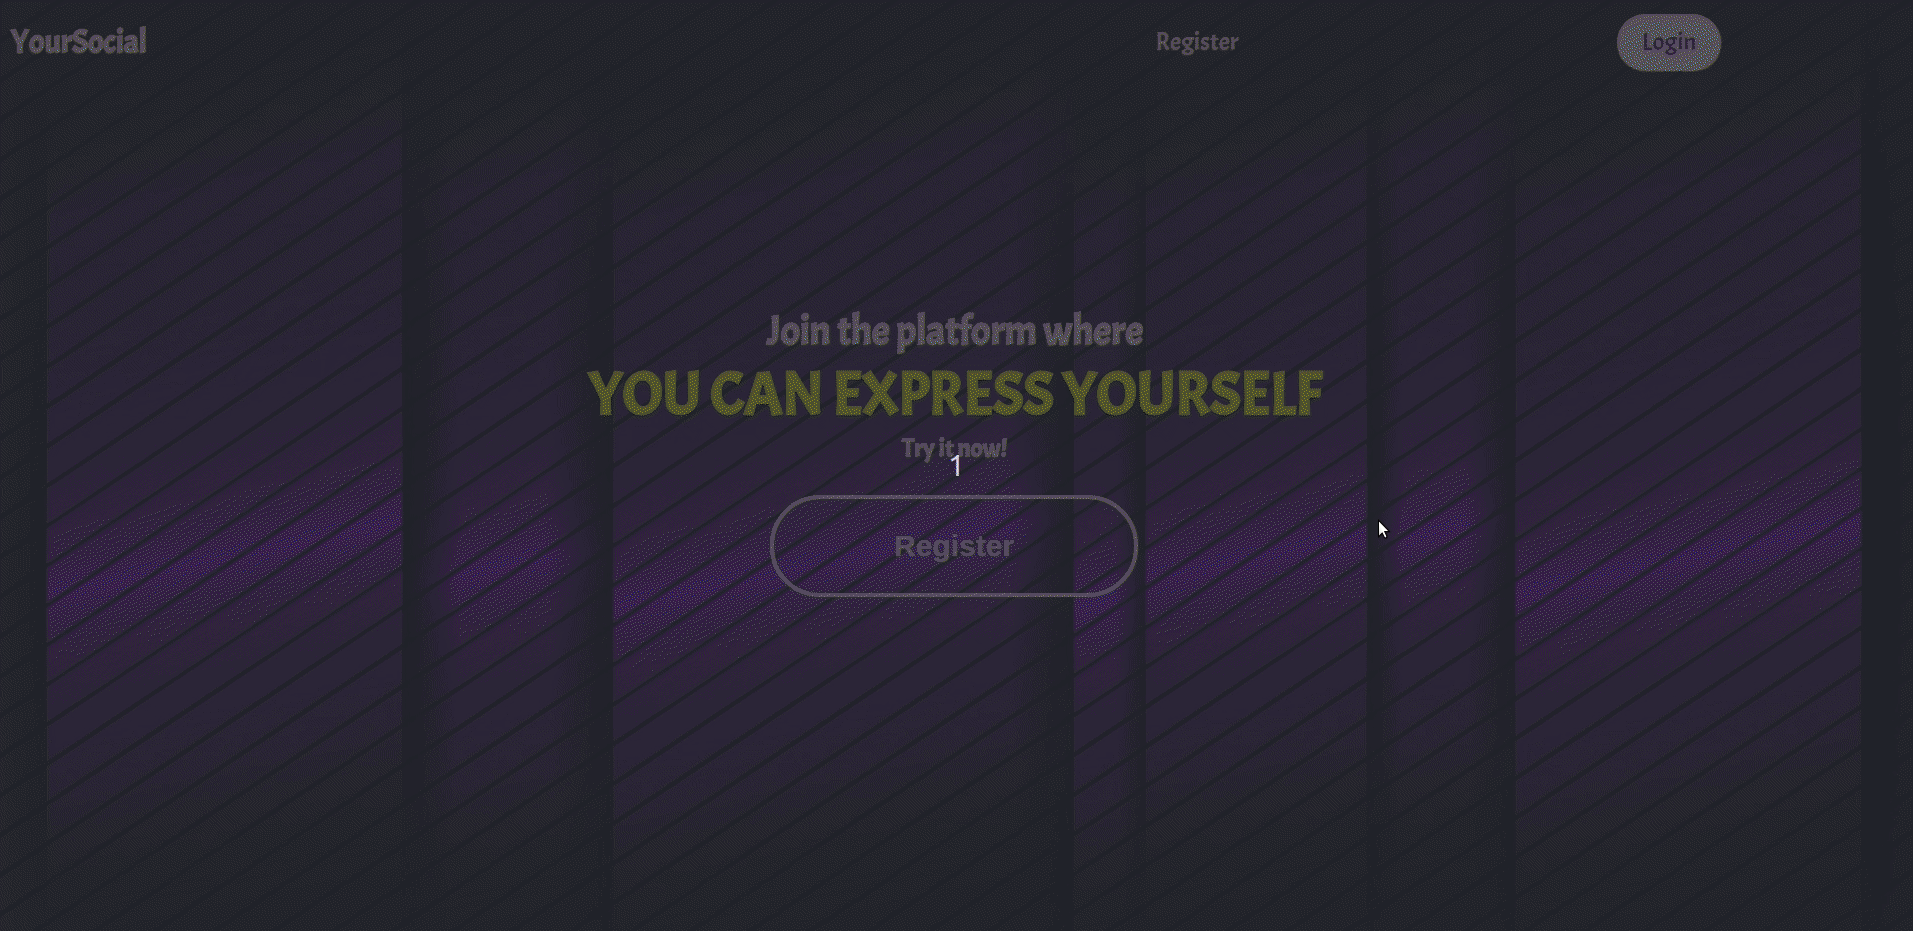 YourSocial
Register
Login
Join the platform where
YOU CAN EXPRESS YOURSELF
Try it now!
1
Register